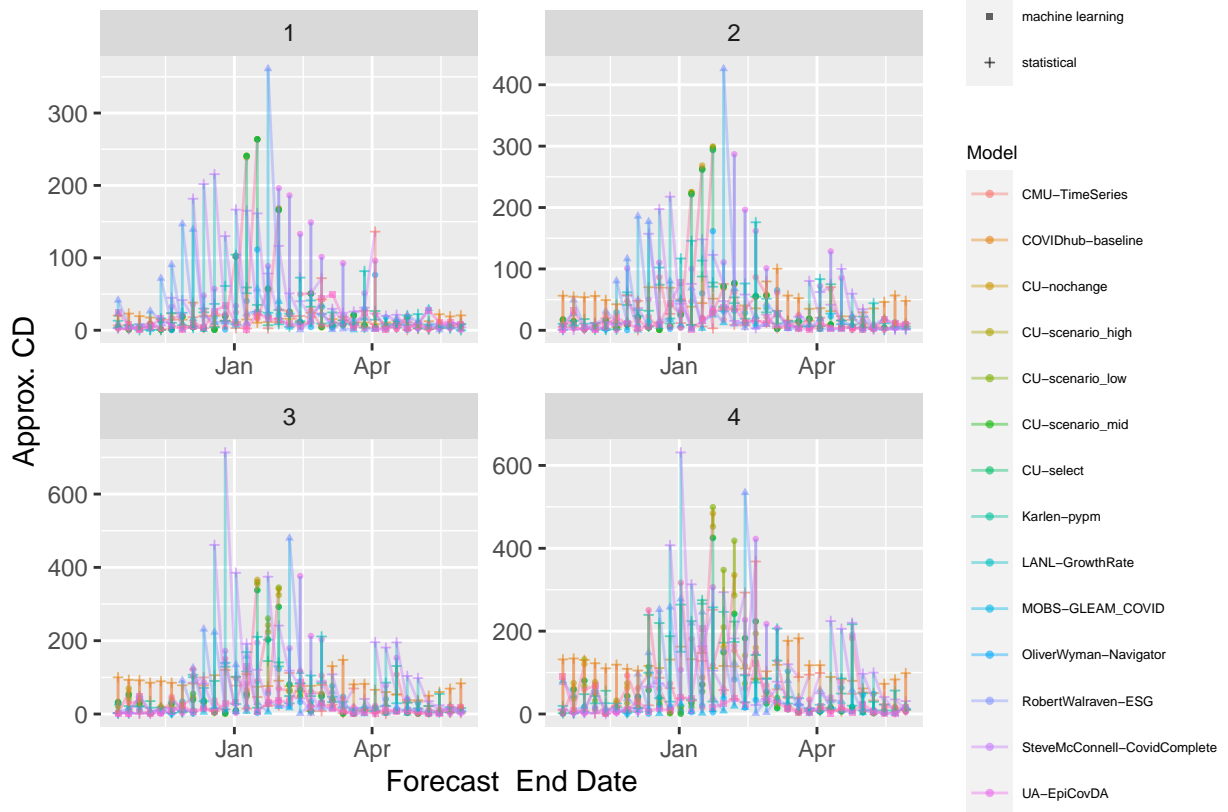 machine learning
statistical
Model
CMU−TimeSeries
COVIDhub−baseline
CU−nochange
CU−scenario_high
CU−scenario_low
CU−scenario_mid
CU−select
Karlen−pypm
LANL−GrowthRate
MOBS−GLEAM_COVID
OliverWyman−Navigator
RobertWalraven−ESG
SteveMcConnell−CovidComplete
UA−EpiCovDA
Approx. CD
1
300
200
100
0
Jan Apr
2
400
300
200
100
0
Jan Apr
3
600
400
200
0
Jan Apr
4
600
400
200
0
Jan Apr
Forecast End Date